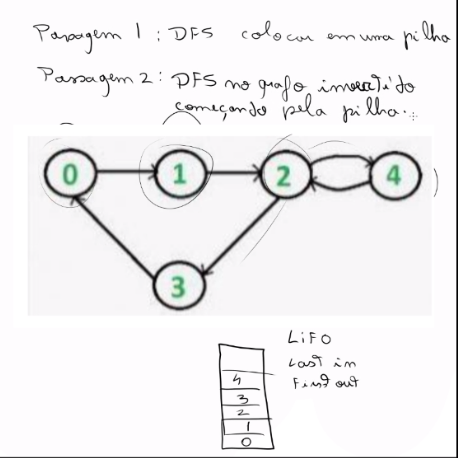 Passagem 1 : DFS colocar em uma pilha
Passagem 2 : DFS no grafo invertido
começando pela pilha.
0 1 2 4
3
LiFO
Last in
First out
4
3
2
1
0